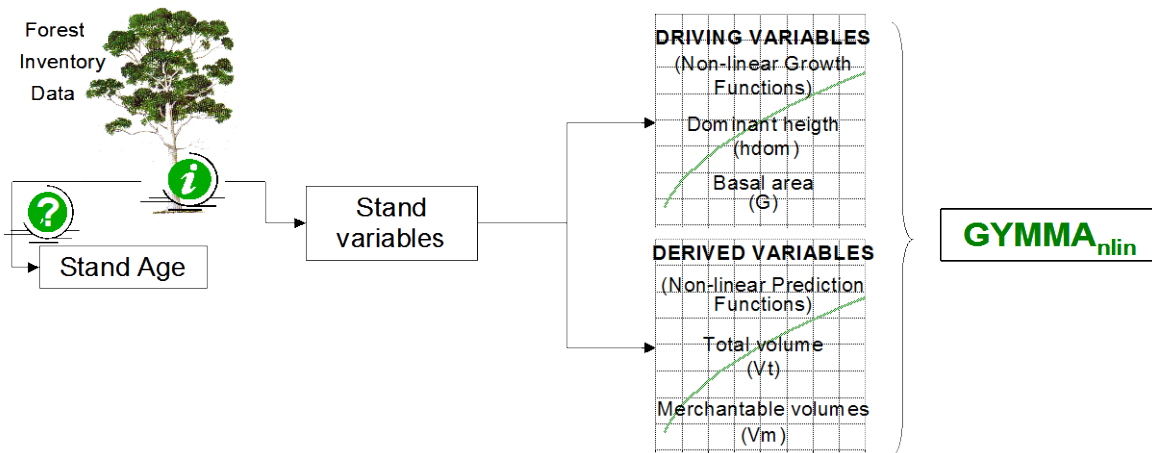 Forest
Inventory
Data
i
?
Stand Age
Stand
variables
DRIVING VARIABLES
(Non-linear Growth
Functions)
Dominant heigth
(hdom)
Basal area
(G)
DERIVED VARIABLES
(Non-linear Prediction
Functions)
Total volume
(Vt)
Merchantable volumes
(Vm)
GYMMAnlin